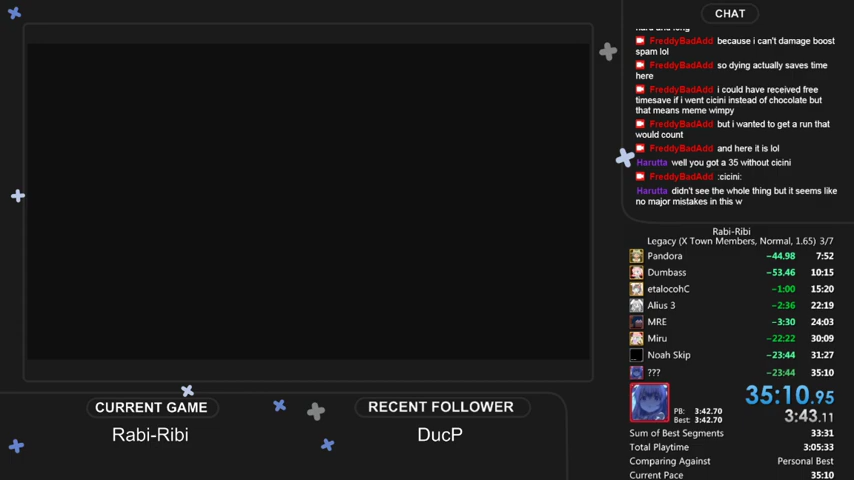 CHAT
hard and long
FreddyBadAdd because i can't damage boost
spam lol
FreddyBadAdd so dying actually saves time
here
FreddyBadAdd i could have received free
timesave if i went cicini instead of chocolate but
that means meme wimpy
FreddyBadAdd but i wanted to get a run that
would count
FreddyBadAdd and here it is lol
Harutta well you got a 35 without cicini
FreddyBadAdd :cicini:
Harutta didn't see the whole thing but it seems like
no major mistakes in this w
Rabi-Ribi
Legacy (X Town Members, Normal, 1.65) 3/7
Pandora −44.98 7:52
Dumbass −53.46 10:15
etalocohC −1:00 15:20
Alius 3 −2:36 22:19
MRE −3:30 24:03
Miru −22:22 30:09
Noah Skip −23:44 31:27
??? −23:44 35:10
35:10.95
PB: 3:42.70
Best: 3:42.70
3:43.11
Sum of Best Segments 33:31
Total Playtime 3:05:33
Comparing Against Personal Best
Current Pace 35:10
CURRENT GAME
Rabi-Ribi
RECENT FOLLOWER
DucP